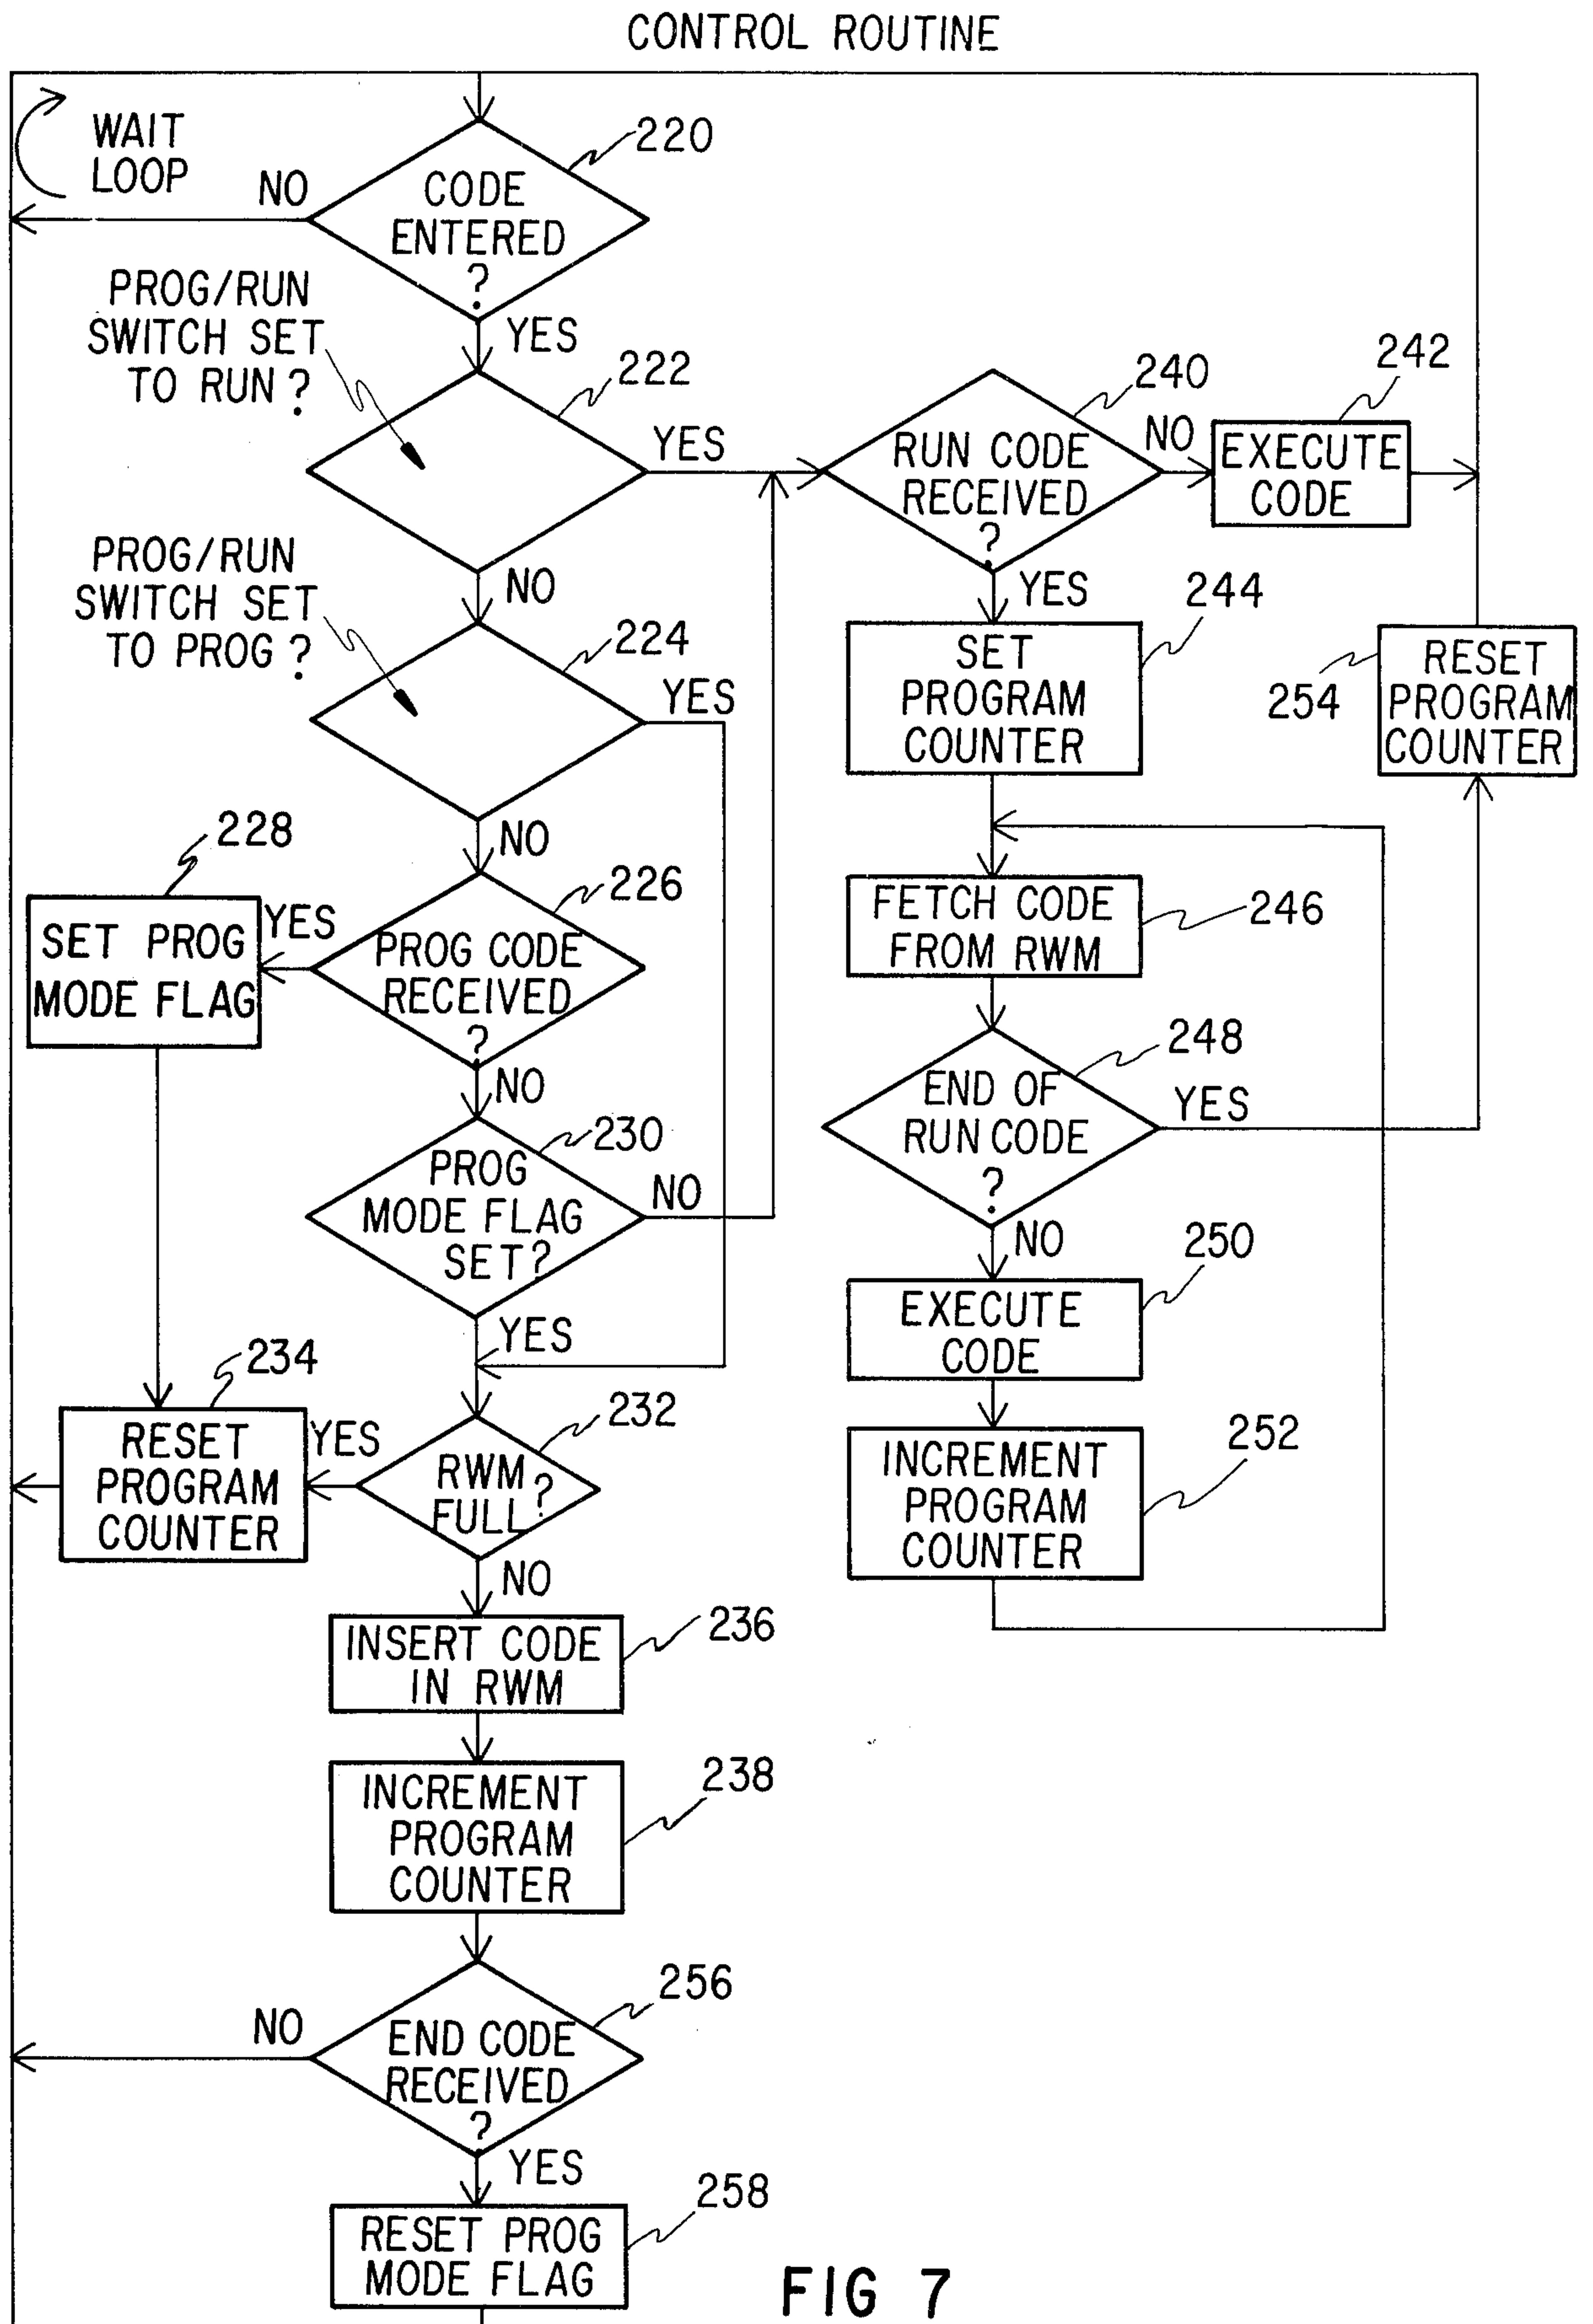 CONTROL ROUTINE
WAIT
LOOP
NO
220
CODE
ENTERED
?
YES
PROG/RUN
SWITCH SET
TO RUN ?
222
YES
NO
240
RUN CODE
RECEIVED
?
NO
242
EXECUTE
CODE
YES
244
SET
PROGRAM
COUNTER
254
RESET
PROGRAM
COUNTER
PROG/RUN
SWITCH SET
TO PROG ?
224
YES
NO
228
SET PROG
MODE FLAG
YES
226
PROG CODE
RECEIVED
?
NO
246
FETCH CODE
FROM RWM
248
END OF
RUN CODE
?
YES
NO
230
PROG
MODE FLAG
SET?
NO
YES
250
EXECUTE
CODE
252
INCREMENT
PROGRAM
COUNTER
234
RESET
PROGRAM
COUNTER
YES
232
RWM
FULL ?
NO
236
INSERT CODE
IN RWM
238
INCREMENT
PROGRAM
COUNTER
256
NO
END CODE
RECEIVED
?
YES
258
RESET PROG
MODE FLAG
FIG 7